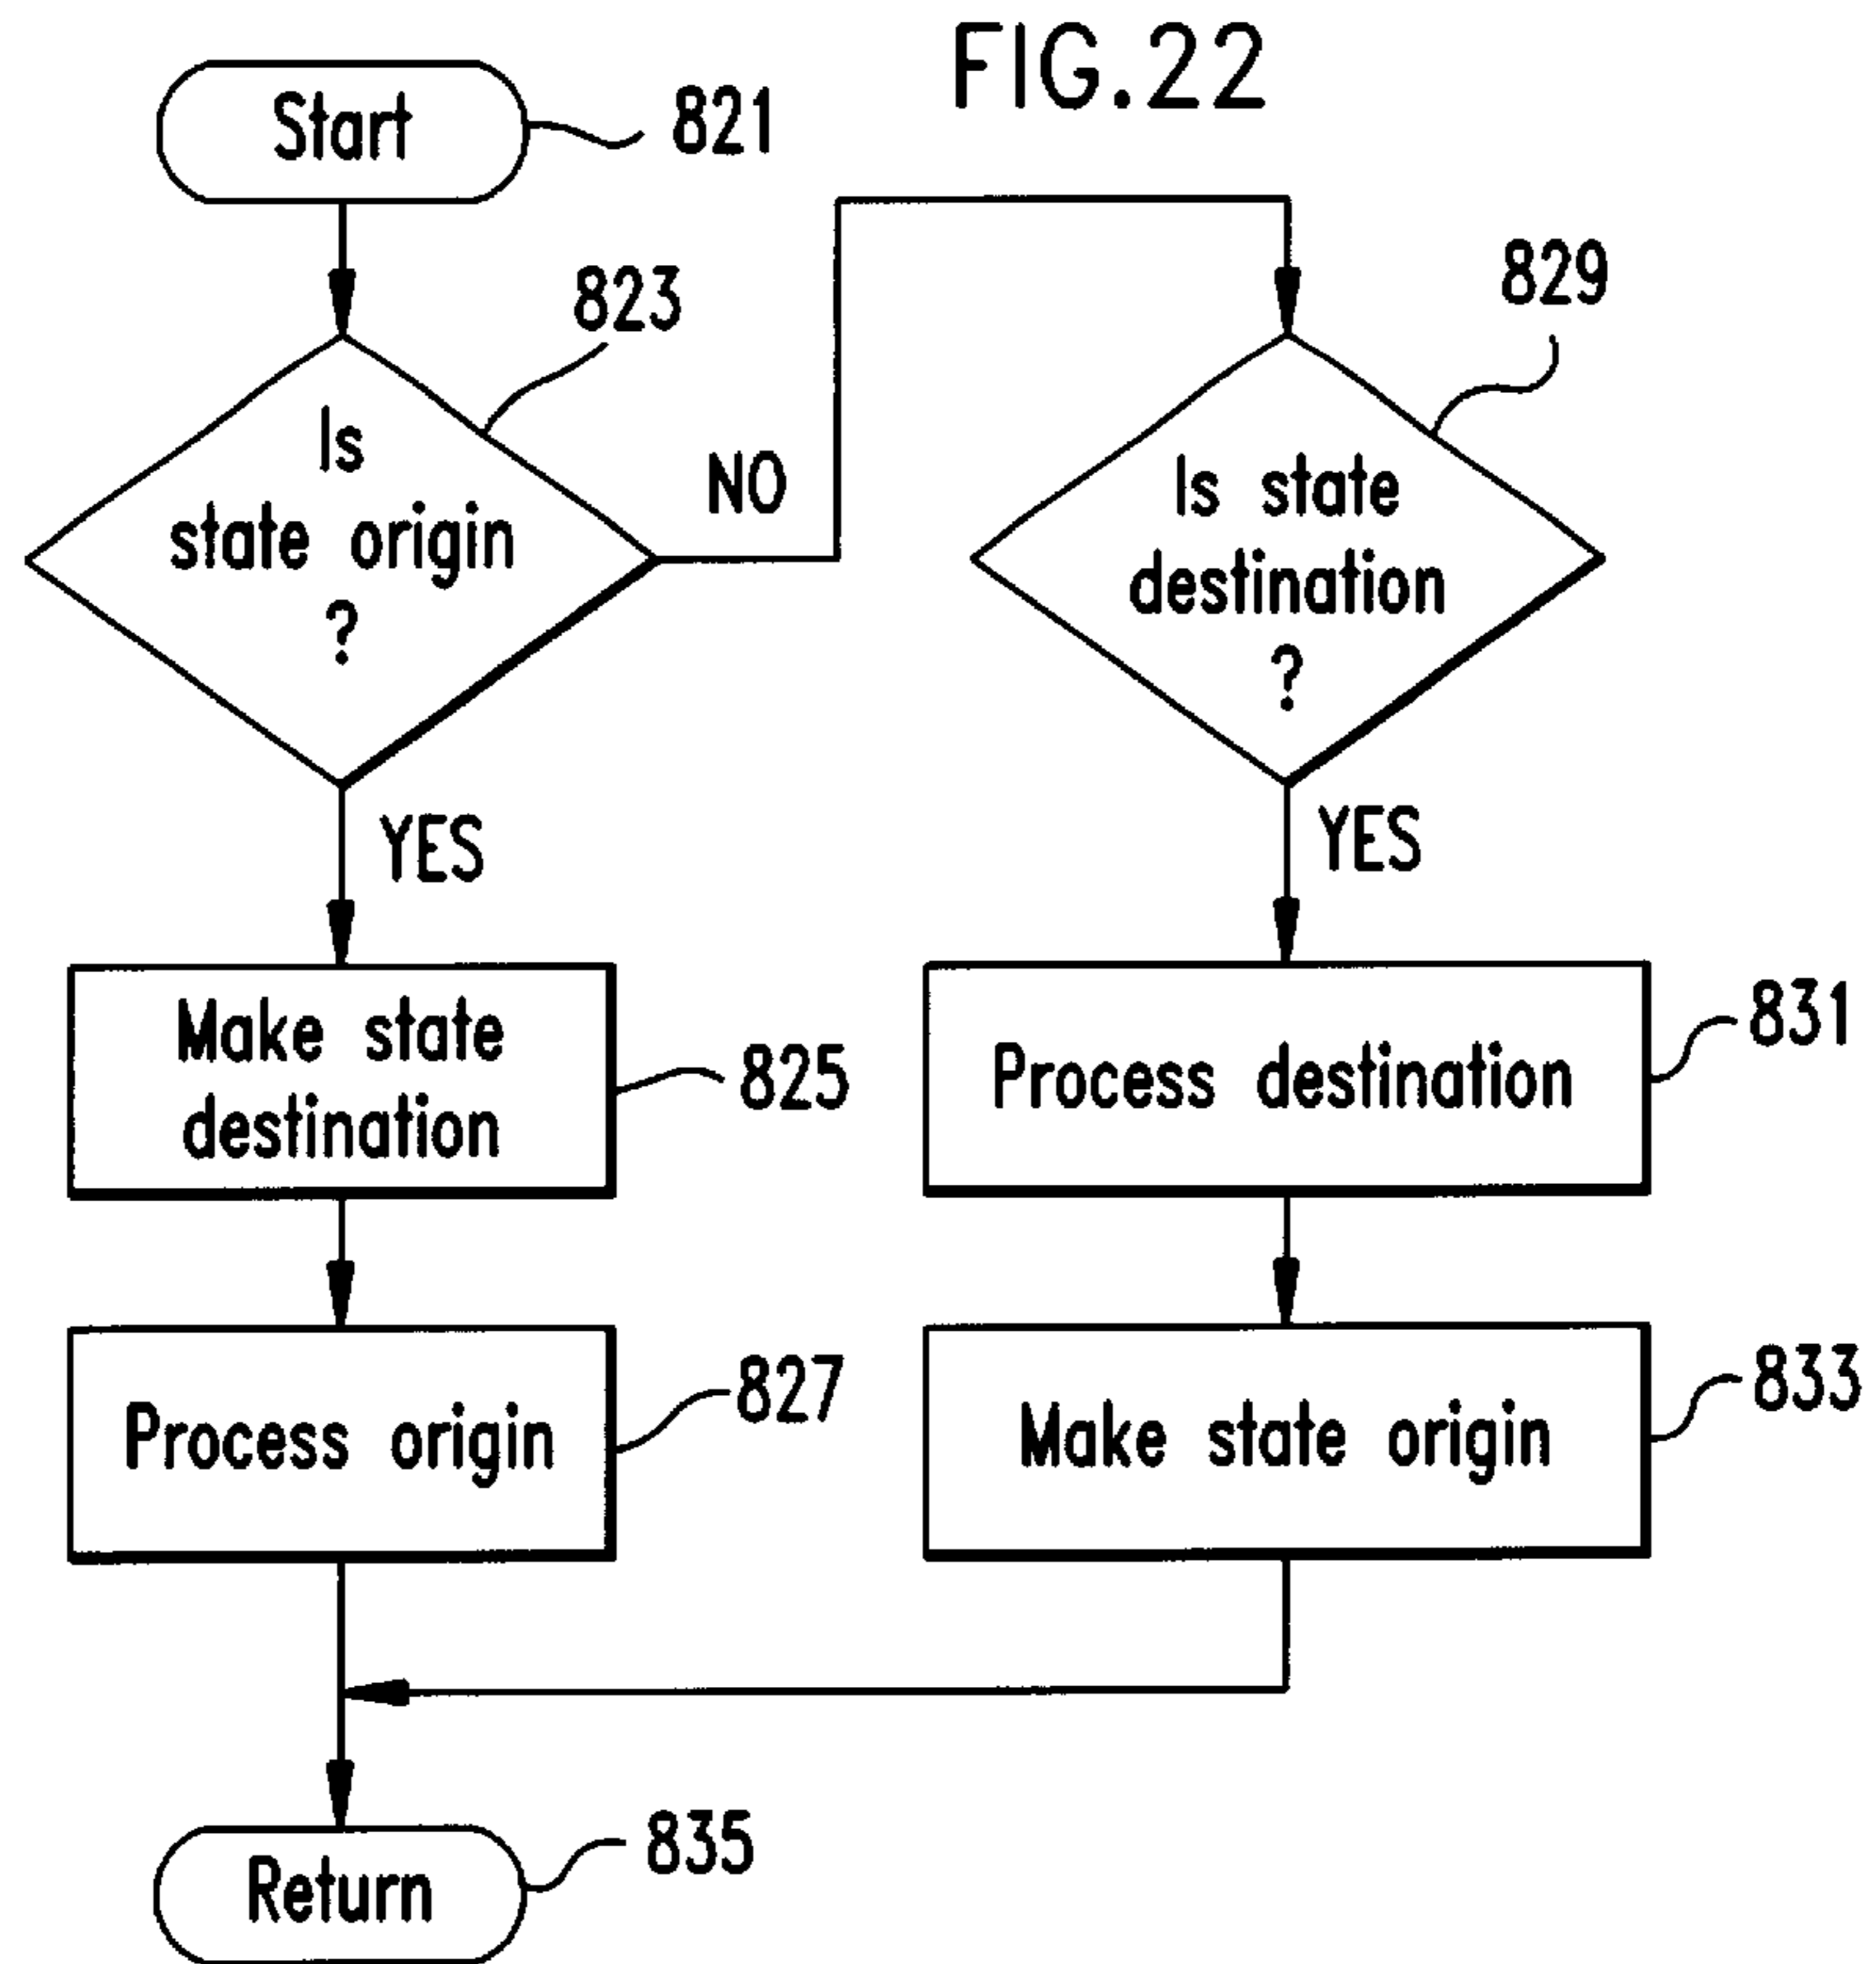 FIG.22
Start
821
823
Is
state origin
?
NO
YES
829
Is state
destination
?
YES
Make state
destination
825
Process destination
831
Process origin
827
Make state origin
833
Return
835